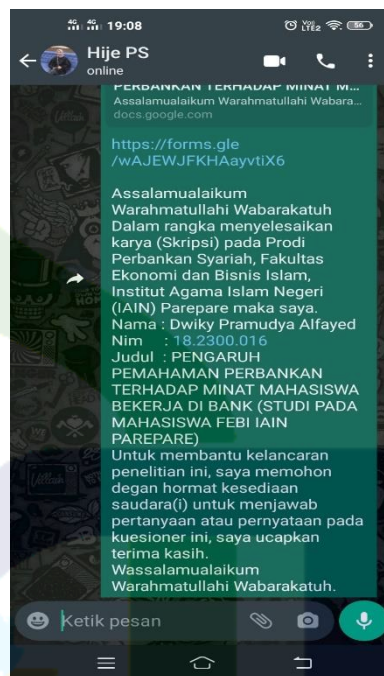 4G 4G 19:08 VoLTE2 56
Hije PS
online
PERBANKAN TERHADAP MINAT M...
Assalamualaikum Warahmatullahi Wabara...
docs.google.com
https://forms.gle
/wAJEWJFKHAayvtiX6
Assalamualaikum
Warahmatullahi Wabarakatuh
Dalam rangka menyelesaikan
karya (Skripsi) pada Prodi
Perbankan Syariah, Fakultas
Ekonomi dan Bisnis Islam,
Institut Agama Islam Negeri
(IAIN) Parepare maka saya.
Nama : Dwiky Pramudya Alfayed
Nim : 18.2300.016
Judul : PENGARUH
PEMAHAMAN PERBANKAN
TERHADAP MINAT MAHASISWA
BEKERJA DI BANK (STUDI PADA
MAHASISWA FEBI IAIN
PAREPARE)
Untuk membantu kelancaran
penelitian ini, saya memohon
degan hormat kesediaan
saudara(i) untuk menjawab
pertanyaan atau pernyataan pada
kuesioner ini, saya ucapkan
terima kasih.
Wassalamualaikum
Warahmatullahi Wabarakatuh.
Ketik pesan